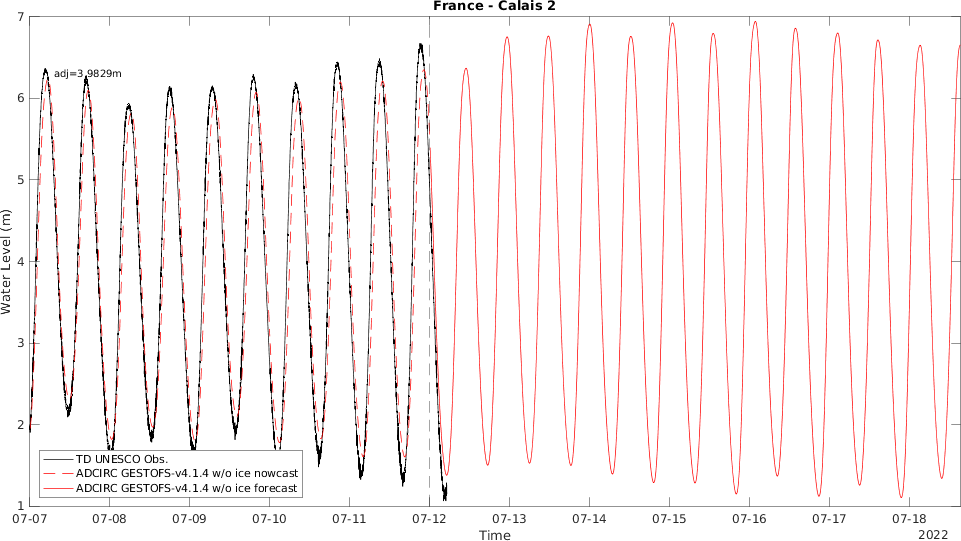 France - Calais 2
7
adj=3.9829m
6
5
4
3
2
1
Water Level (m)
TD UNESCO Obs.
ADCIRC GESTOFS-v4.1.4 w/o ice nowcast
ADCIRC GESTOFS-v4.1.4 w/o ice forecast
07-07 07-08 07-09 07-10 07-11 07-12 07-13 07-14 07-15 07-16 07-17 07-18
Time
2022